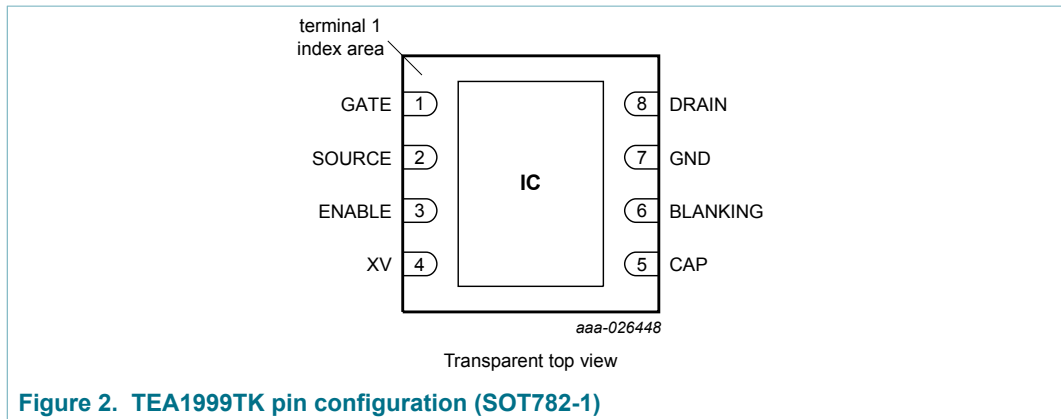 terminal 1
index area
GATE 1 8 DRAIN
SOURCE 2 7 GND
IC
ENABLE 3 6 BLANKING
XV 4 5 CAP
aaa-026448
Transparent top view
Figure 2. TEA1999TK pin configuration (SOT782-1)